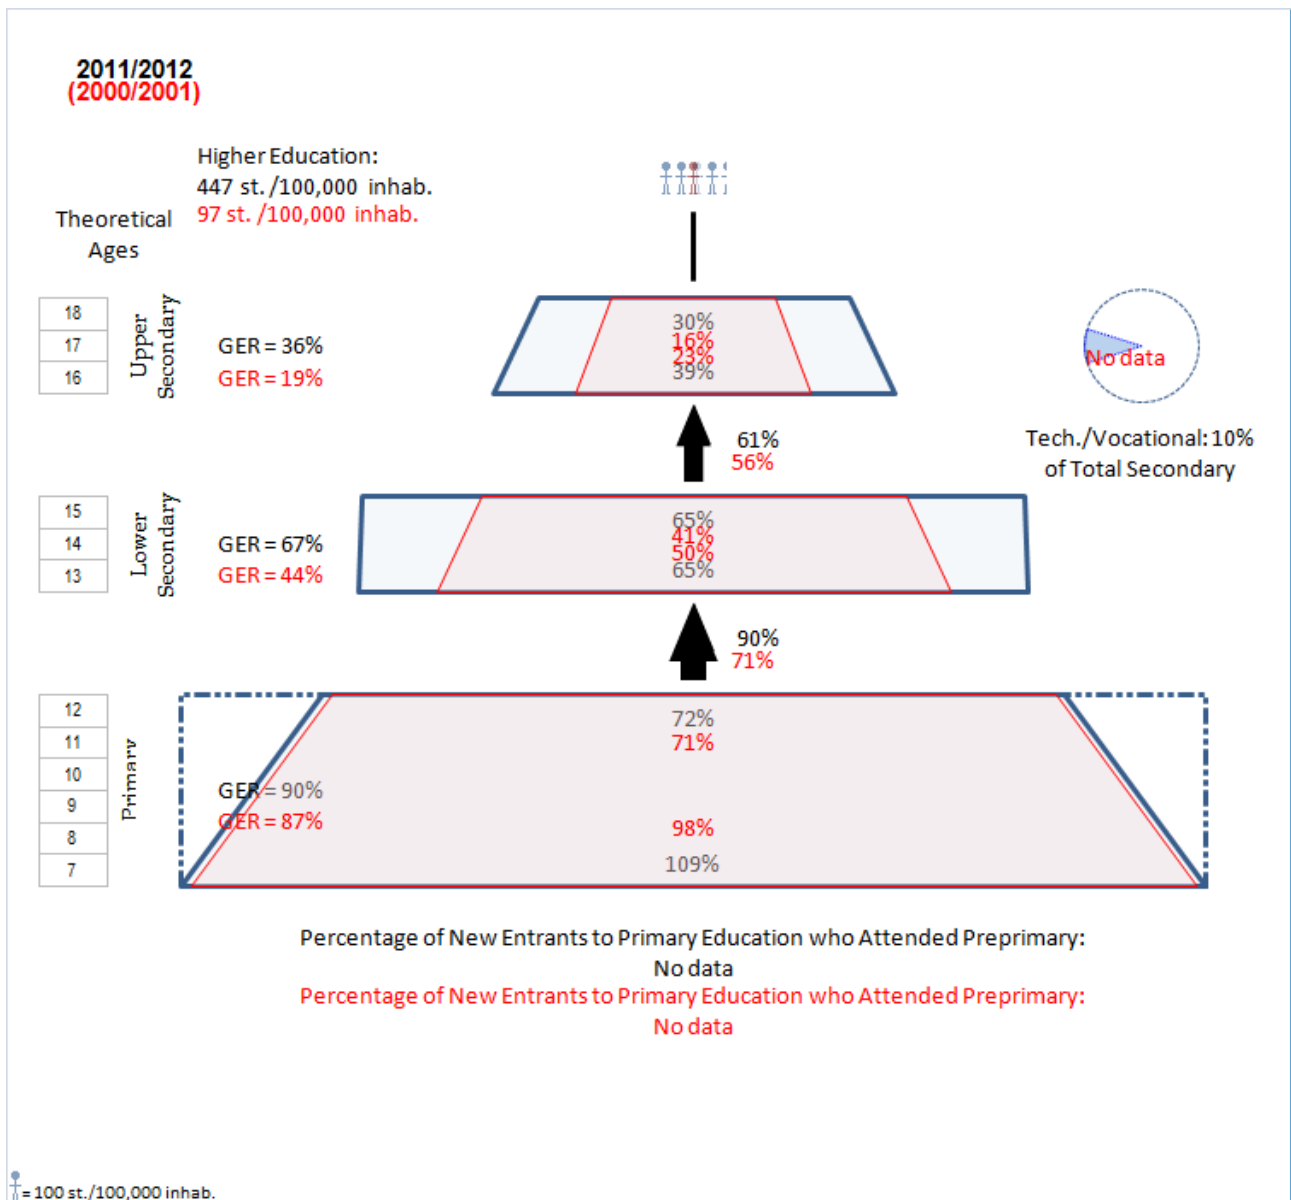 2011/2012
(2000/2001)
Higher Education:
447 st. /100,000 inhab.
97 st. /100,000 inhab.
Theoretical
Ages
18
17
16
Upper
Secondary
GER = 36%
GER = 19%
30%
16%
23%
39%
No data
Tech./Vocational: 10%
of Total Secondary
61%
56%
15
14
13
Lower
Secondary
GER = 67%
GER = 44%
65%
41%
50%
65%
90%
71%
12
11
10
9
8
7
Primary
GER = 90%
GER = 87%
72%
71%
98%
109%
Percentage of New Entrants to Primary Education who Attended Preprimary:
No data
Percentage of New Entrants to Primary Education who Attended Preprimary:
No data
= 100 st./100,000 inhab.